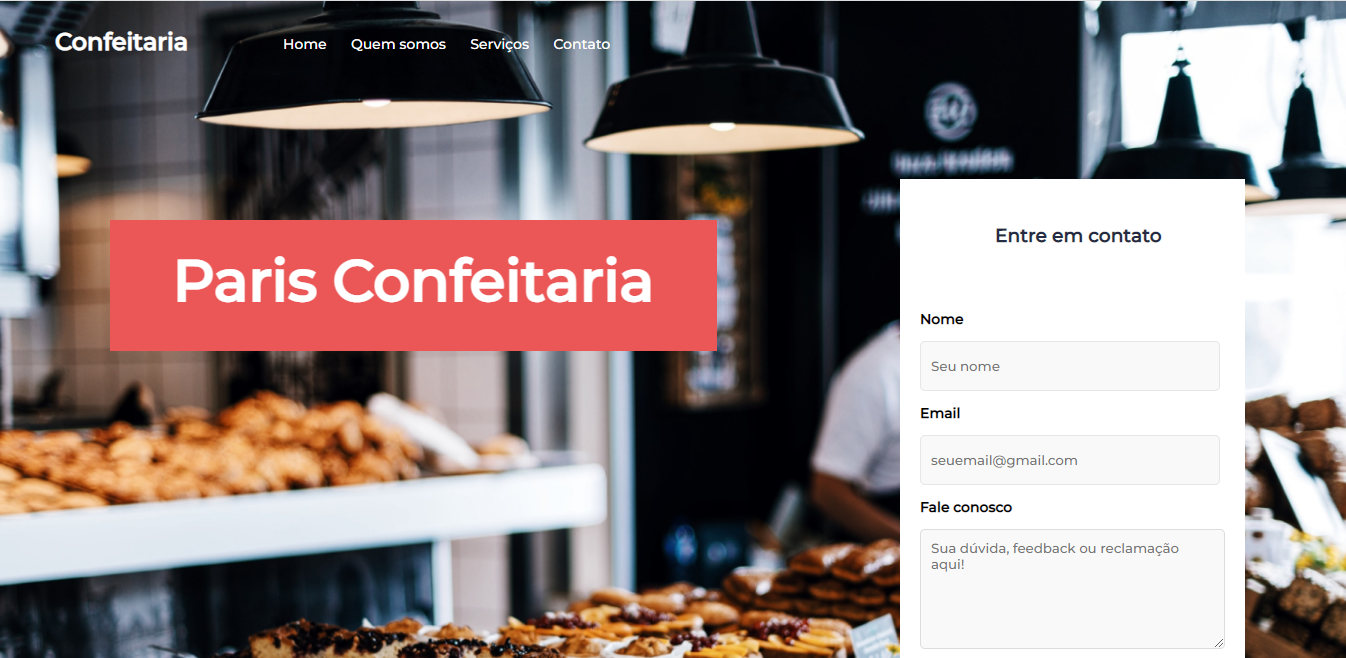 Confeitaria
Home Quem somos Serviços Contato
Paris Confeitaria
Entre em contato
Nome
Seu nome
Email
seuemail@gmail.com
Fale conosco
Sua dúvida, feedback ou reclamação
aqui!